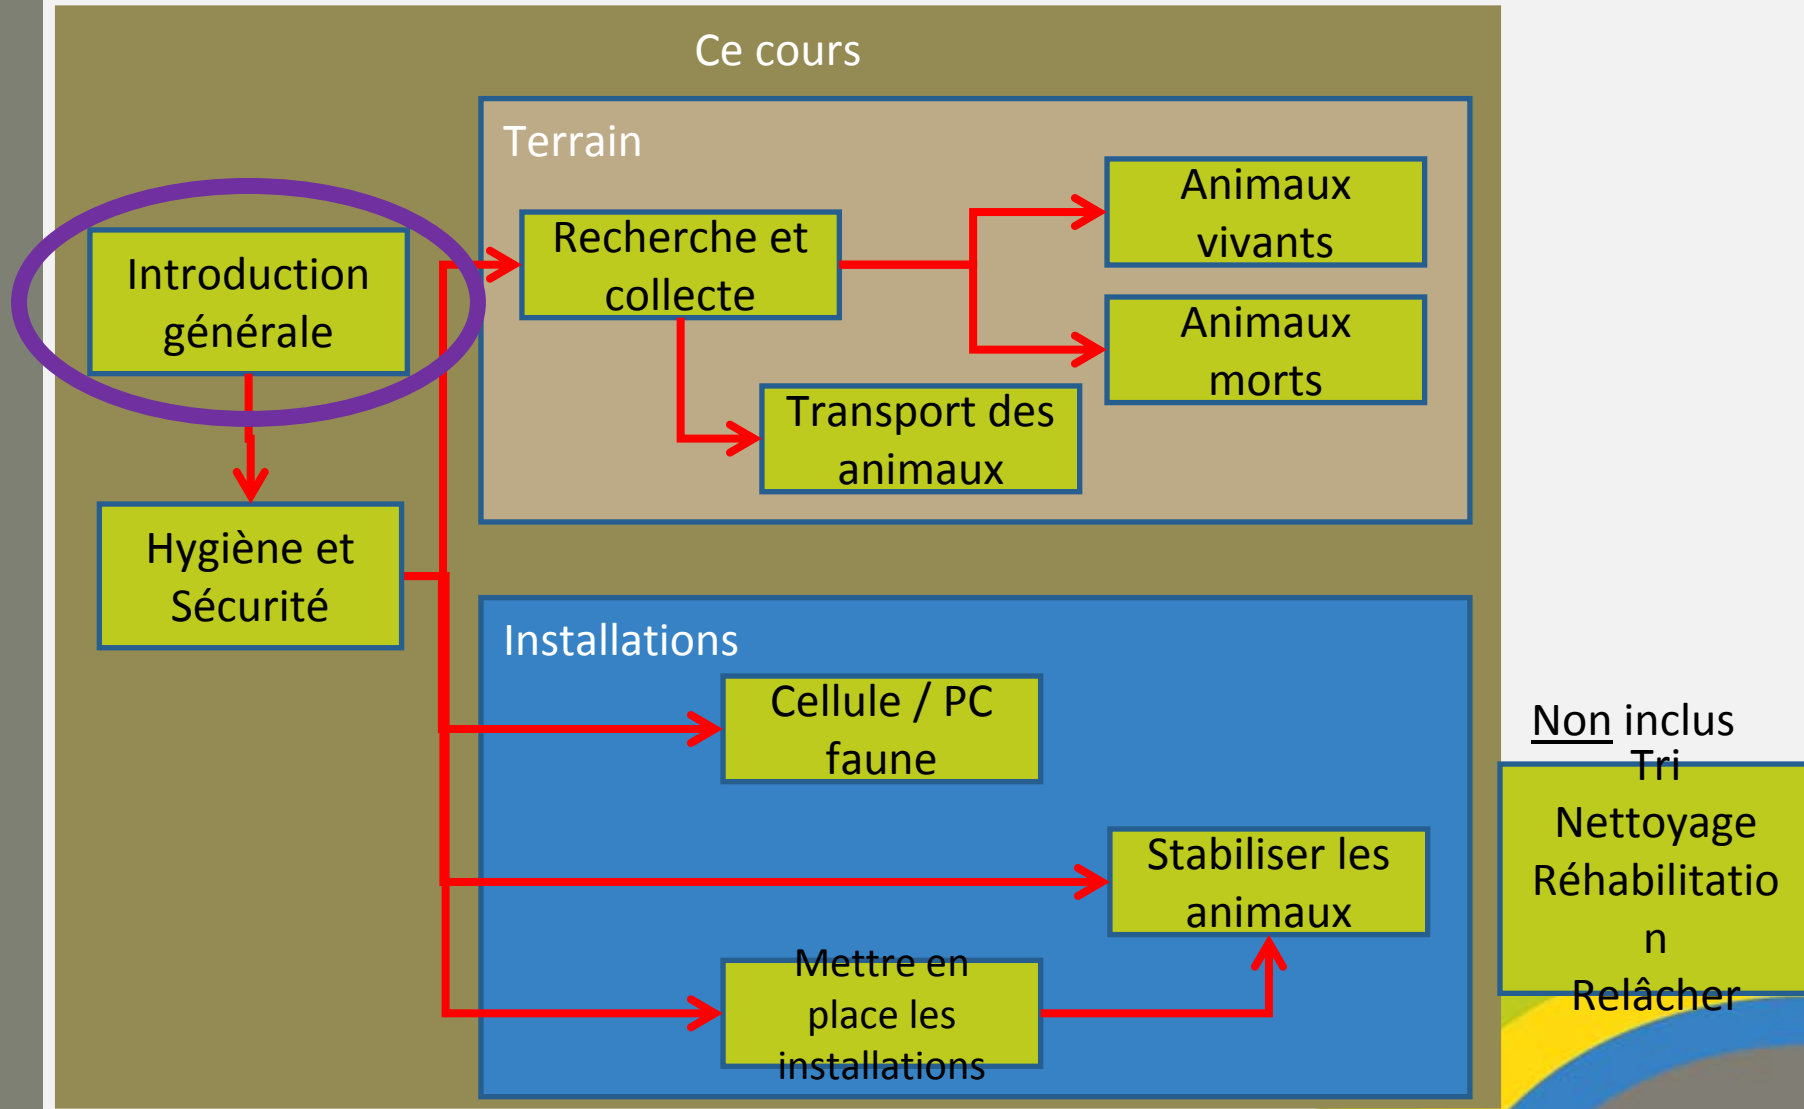 Ce cours
Terrain
Introduction
générale
Hygiène et
Sécurité
Recherche et
collecte
Animaux
vivants
Animaux
morts
Transport des
animaux
Installations
Cellule / PC
faune
Stabiliser les
animaux
Mettre en
place les
installations
Non inclus
Tri
Nettoyage
Réhabilitatio
n
Relâcher